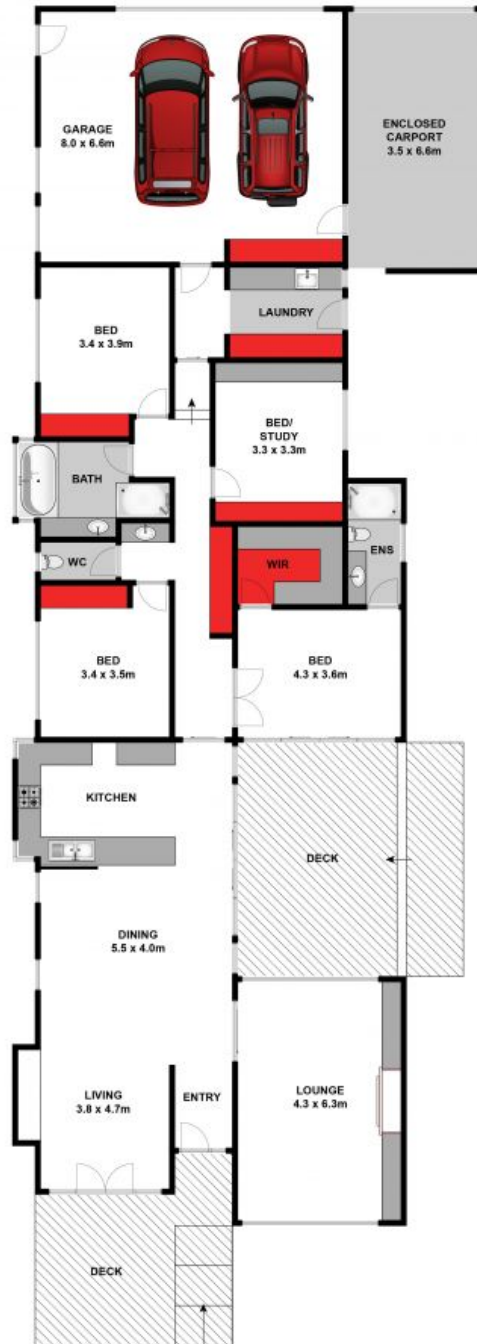 GARAGE
8.0 x 6.6m
ENCLOSED
CARPORT
3.5 x 6.6m
LAUNDRY
BED
3.4 x 3.9m
BED/
STUDY
3.3 x 3.3m
BATH
ENS
WC
WIR
BED
3.4 x 3.5m
BED
4.3 x 3.6m
KITCHEN
DECK
DINING
5.5 x 4.0m
LIVING
3.8 x 4.7m
ENTRY
LOUNGE
4.3 x 6.3m
DECK